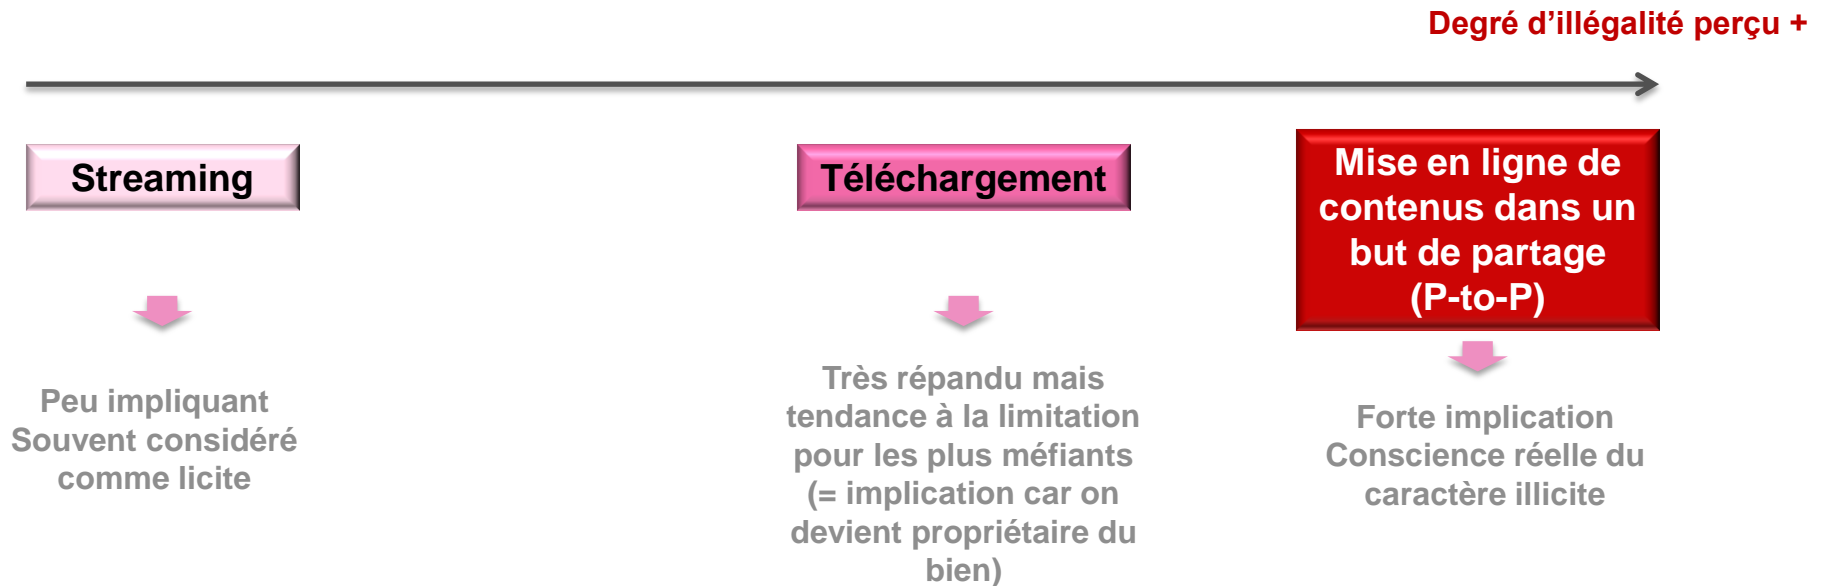 Degré d’illégalité perçu +
Streaming
Peu impliquant
Souvent considéré
comme licite
Téléchargement
Très répandu mais
tendance à la limitation
pour les plus méfiants
(= implication car on
devient propriétaire du
bien)
Mise en ligne de
contenus dans un
but de partage
(P-to-P)
Forte implication
Conscience réelle du
caractère illicite